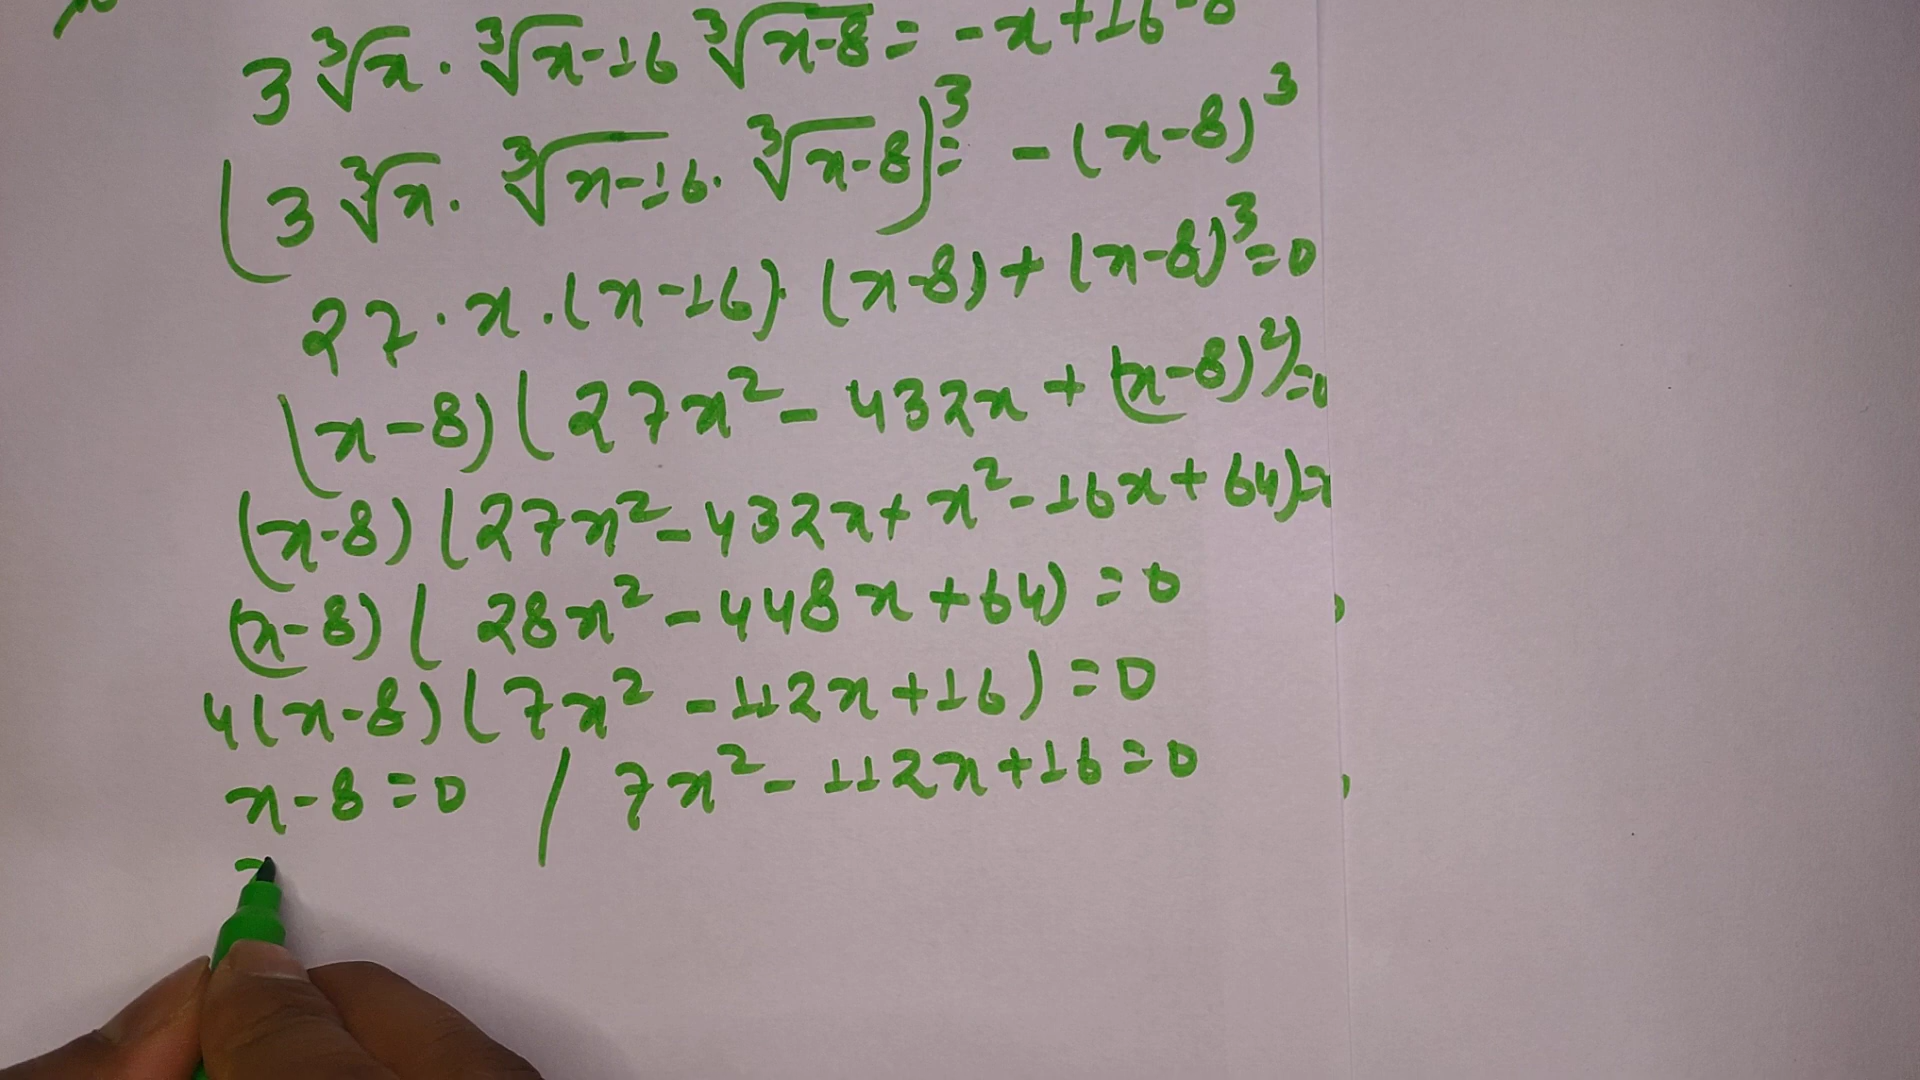 3∛x · ∛x-16 ∛x-8 = -x+16-8
(3∛x · ∛x-16 · ∛x-8)³ = -(x-8)³
27·x·(x-16)·(x-8)+(x-8)³=0
(x-8)(27x²-432x+(x-8)²)=0
(x-8)(27x²-432x+x²-16x+64)=
(x-8)(28x²-448x+64)=0
4(x-8)(7x²-112x+16)=0
x-8=0 / 7x²-112x+16=0